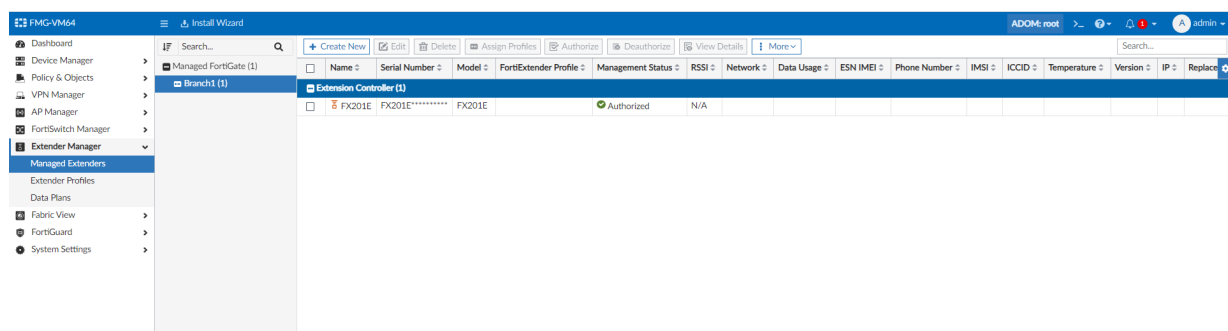 FMG-VM64
Install Wizard
ADOM: root
>_
1
A admin
Dashboard
Device Manager
Policy & Objects
VPN Manager
AP Manager
FortiSwitch Manager
Extender Manager
Managed Extenders
Extender Profiles
Data Plans
Fabric View
FortiGuard
System Settings
Search...
Managed FortiGate (1)
Branch1 (1)
+ Create New Edit Delete Assign Profiles Authorize Deauthorize View Details More Search...
Name Serial Number Model FortiExtender Profile Management Status RSSI Network Data Usage ESN IMEI Phone Number IMSI ICCID Temperature Version IP Replace
Extension Controller (1)
FX201E FX201E********** FX201E Authorized N/A